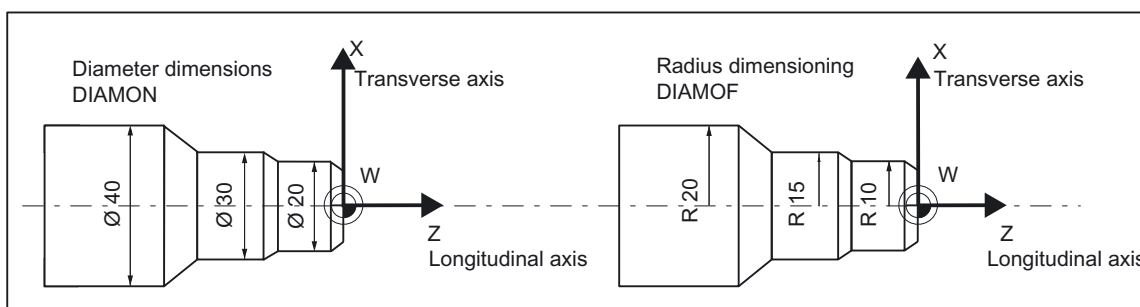 Diameter dimensions
DIAMON
X
Transverse axis
Ø 40
Ø 30
Ø 20
W
Z
Longitudinal axis
Radius dimensioning
DIAMOF
X
Transverse axis
R 20
R 15
R 10
W
Z
Longitudinal axis